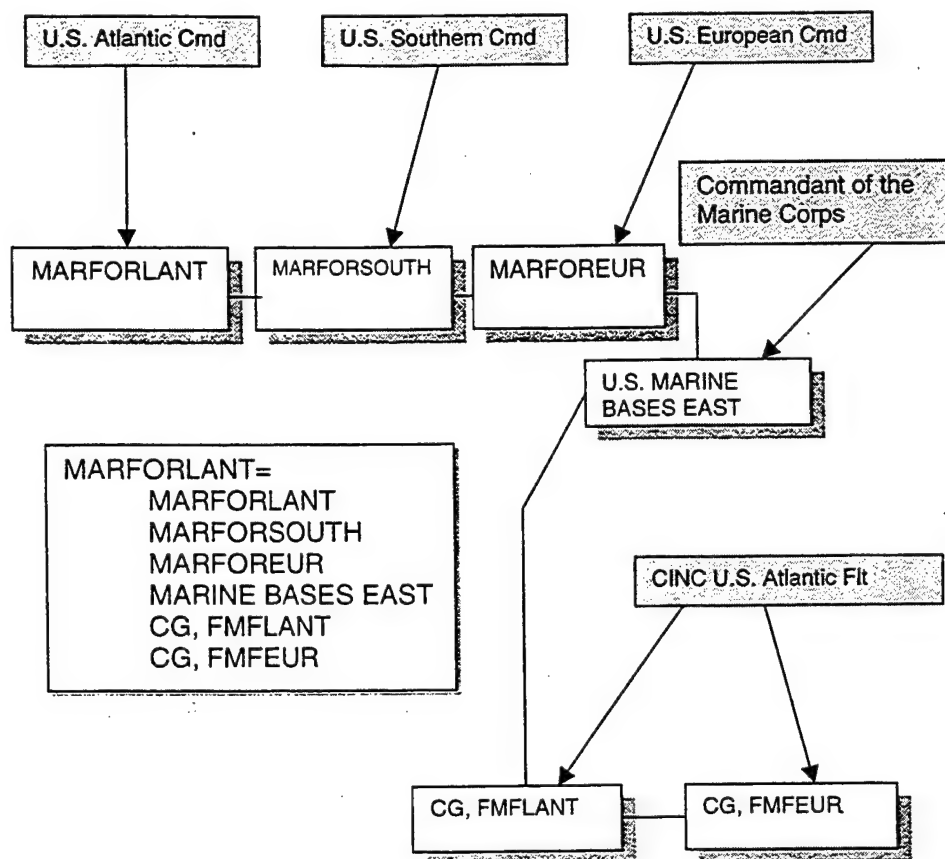 U.S. Atlantic Cmd
U.S. Southern Cmd
U.S. European Cmd
Commandant of the
Marine Corps
MARFORLANT
MARFORSOUTH
MARFOREUR
U.S. MARINE
BASES EAST
MARFORLANT=
MARFORLANT
MARFORSOUTH
MARFOREUR
MARINE BASES EAST
CG, FMFLANT
CG, FMFEUR
CINC U.S. Atlantic Flt
CG, FMFLANT
CG, FMFEUR